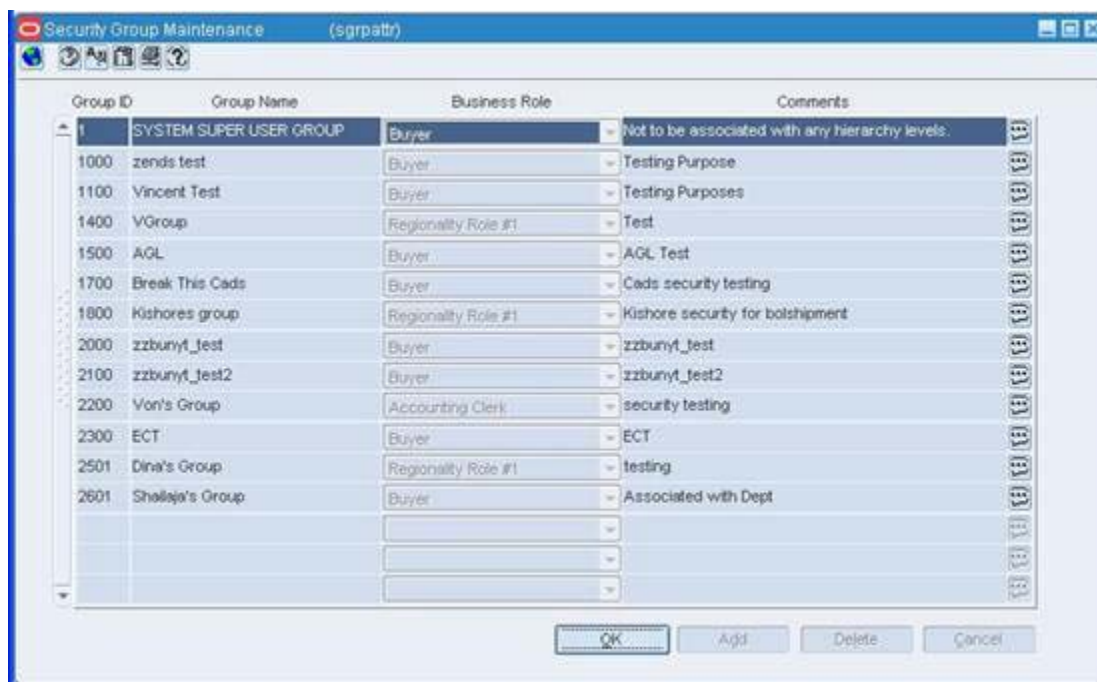 Security Group Maintenance (sgrpattr)
Group ID Group Name Business Role Comments
1 SYSTEM SUPER USER GROUP Buyer Not to be associated with any hierarchy levels.
1000 zends test Buyer Testing Purpose
1100 Vincent Test Buyer Testing Purposes
1400 VGroup Regionality Role #1 Test
1500 AGL Buyer AGL Test
1700 Break This Cads Buyer Cads security testing
1800 Kishores group Regionality Role #1 Kishore security for bolshipment
2000 zzbunyt_test Buyer zzbunyt_test
2100 zzbunyt_test2 Buyer zzbunyt_test2
2200 Von's Group Accounting Clerk security testing
2300 ECT Buyer ECT
2501 Dina's Group Regionality Role #1 testing
2601 Shailaja's Group Buyer Associated with Dept
OK Add Delete Cancel